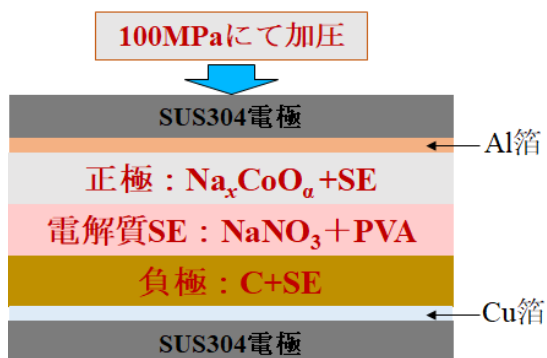 100MPaにて加圧
SUS304電極
Al箔
正極：NaₓCoOα+SE
電解質SE：NaNO₃＋PVA
負極：C+SE
Cu箔
SUS304電極